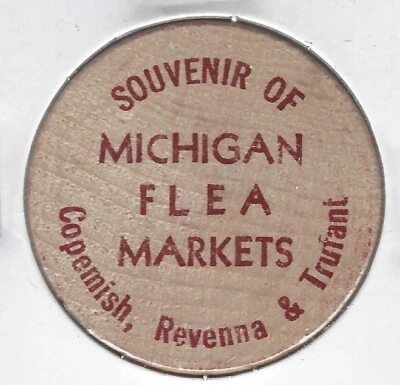 SOUVENIR OF
MICHIGAN
FLEA
MARKETS
Copemish, Revenna & Trufant